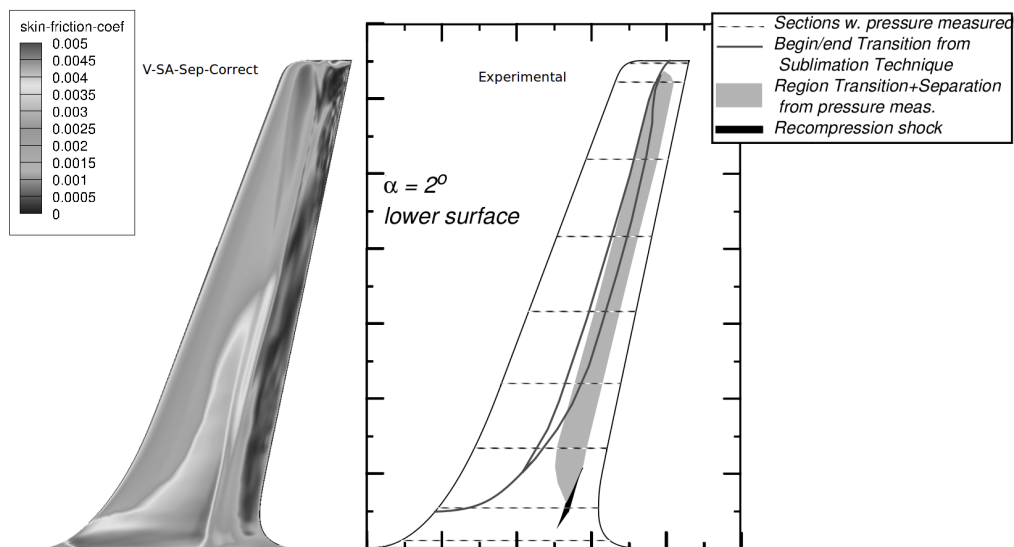 skin-friction-coef
0.005
0.0045
0.004
0.0035
0.003
0.0025
0.002
0.0015
0.001
0.0005
0
V-SA-Sep-Correct
Experimental
α = 2º
lower surface
Sections w. pressure measured
Begin/end Transition from
Sublimation Technique
Region Transition+Separation
from pressure meas.
Recompression shock